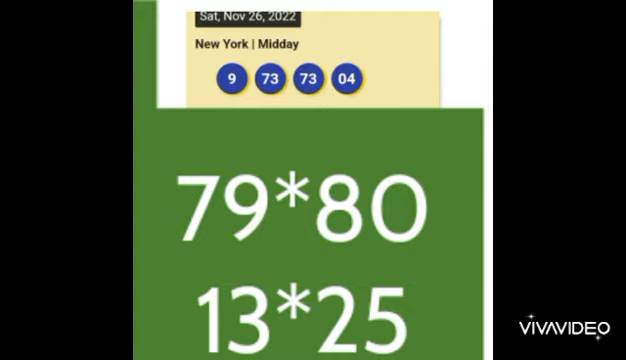 Sat, Nov 26, 2022
New York | Midday
9 73 73 04
79*80
13*25
VIVAVIDEO